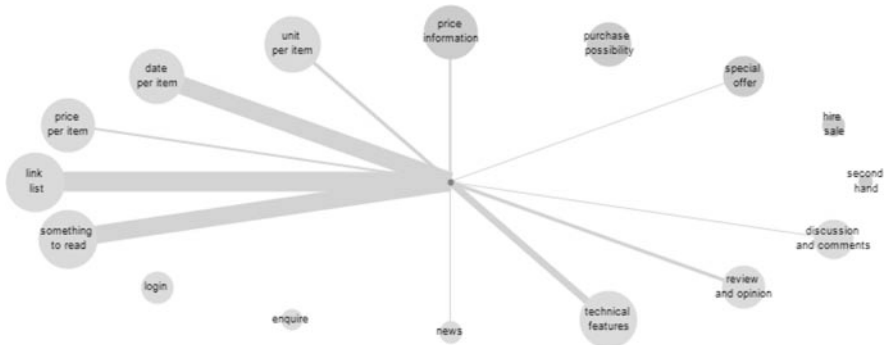 price
information
unit
per item
purchase
possibility
date
per item
special
offer
price
per item
hire
sale
link
list
second
hand
something
to read
discussion
and comments
login
review
and opinion
enquire
news
technical
features